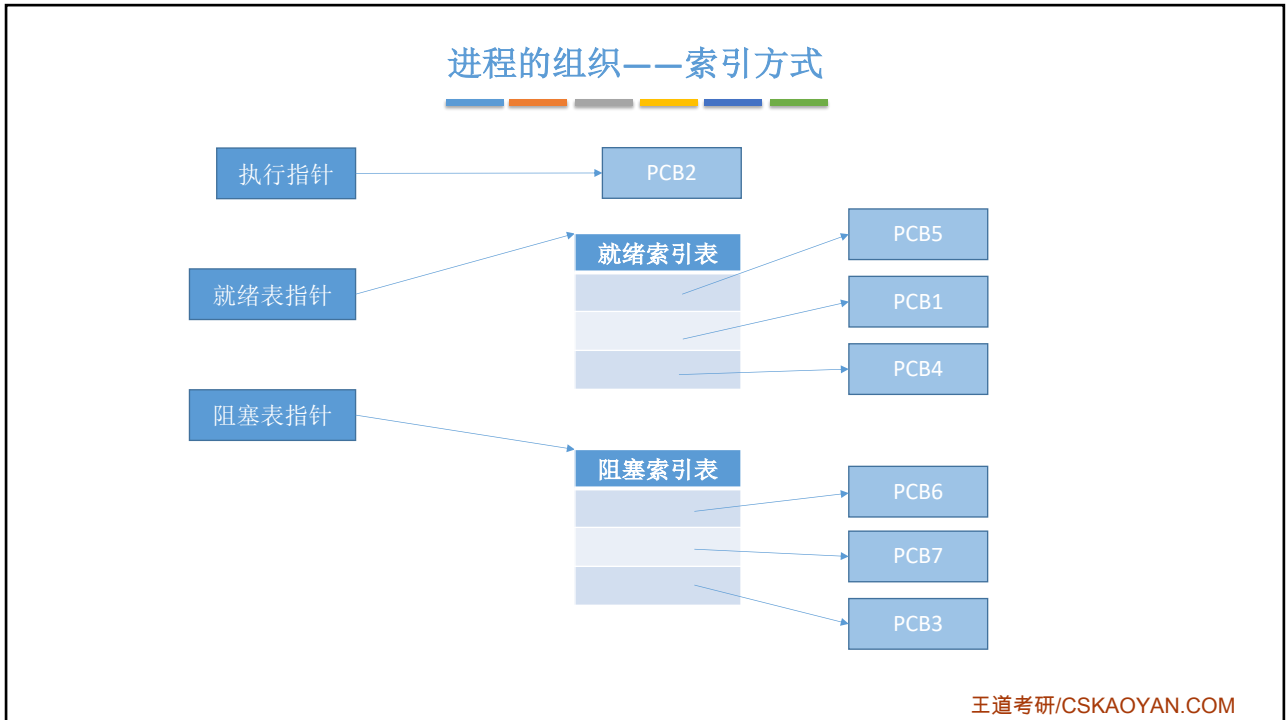 进程的组织——索引方式
执行指针
PCB2
就绪表指针
就绪索引表
PCB5
PCB1
PCB4
阻塞表指针
阻塞索引表
PCB6
PCB7
PCB3
王道考研/CSKAOYAN.COM